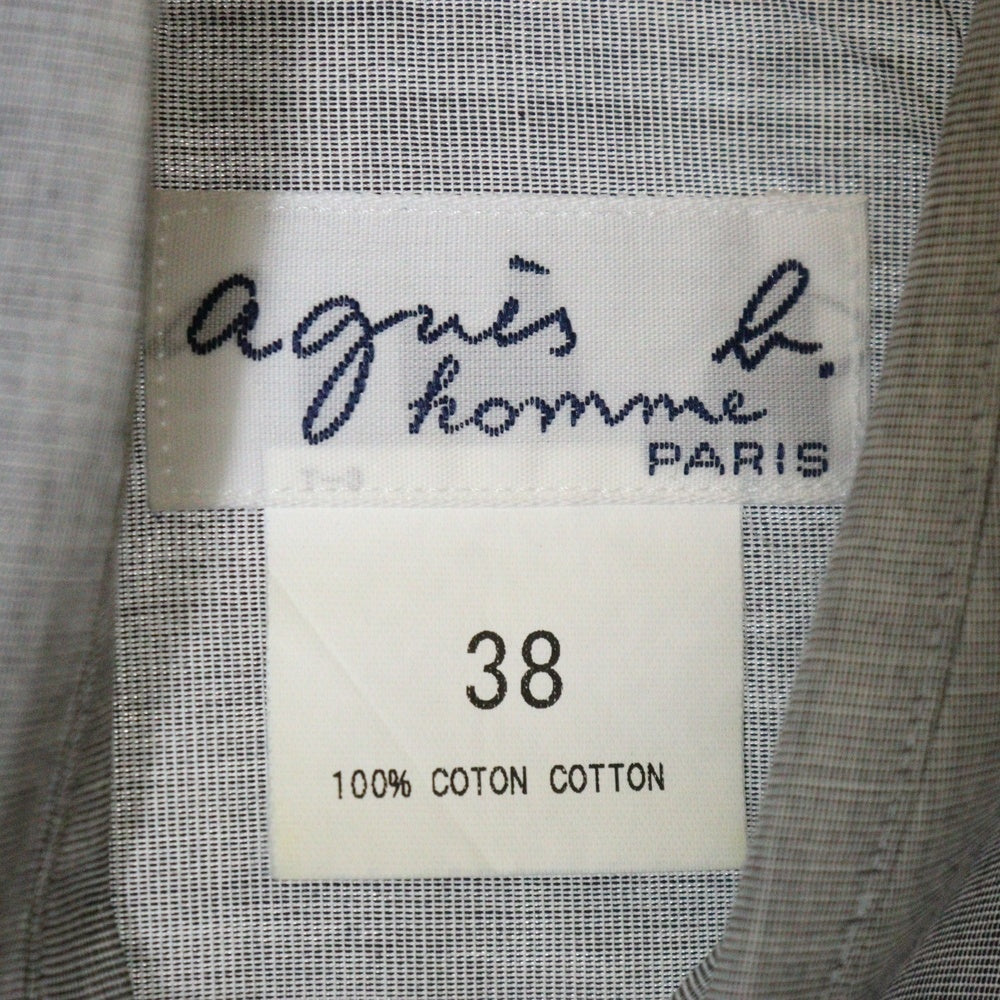 agnès b.
homme
PARIS
38
100% COTON COTTON